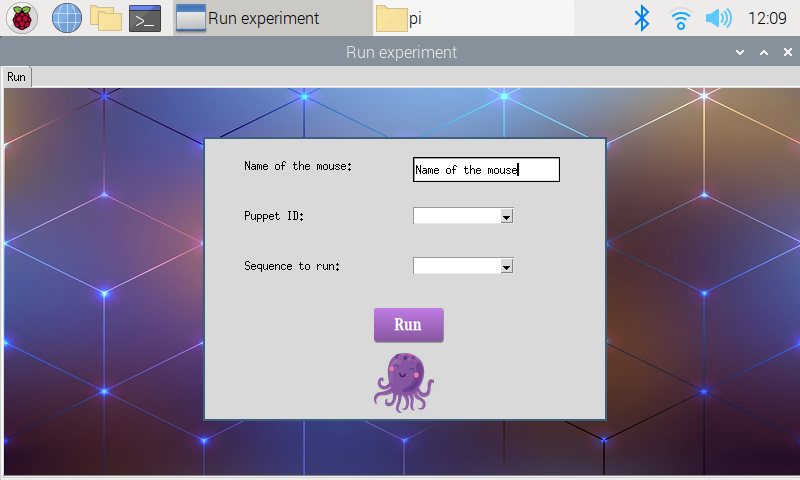 Run experiment
pi
12:09
Run experiment
Run
Name of the mouse:
Name of the mouse
Puppet ID:
Sequence to run:
Run